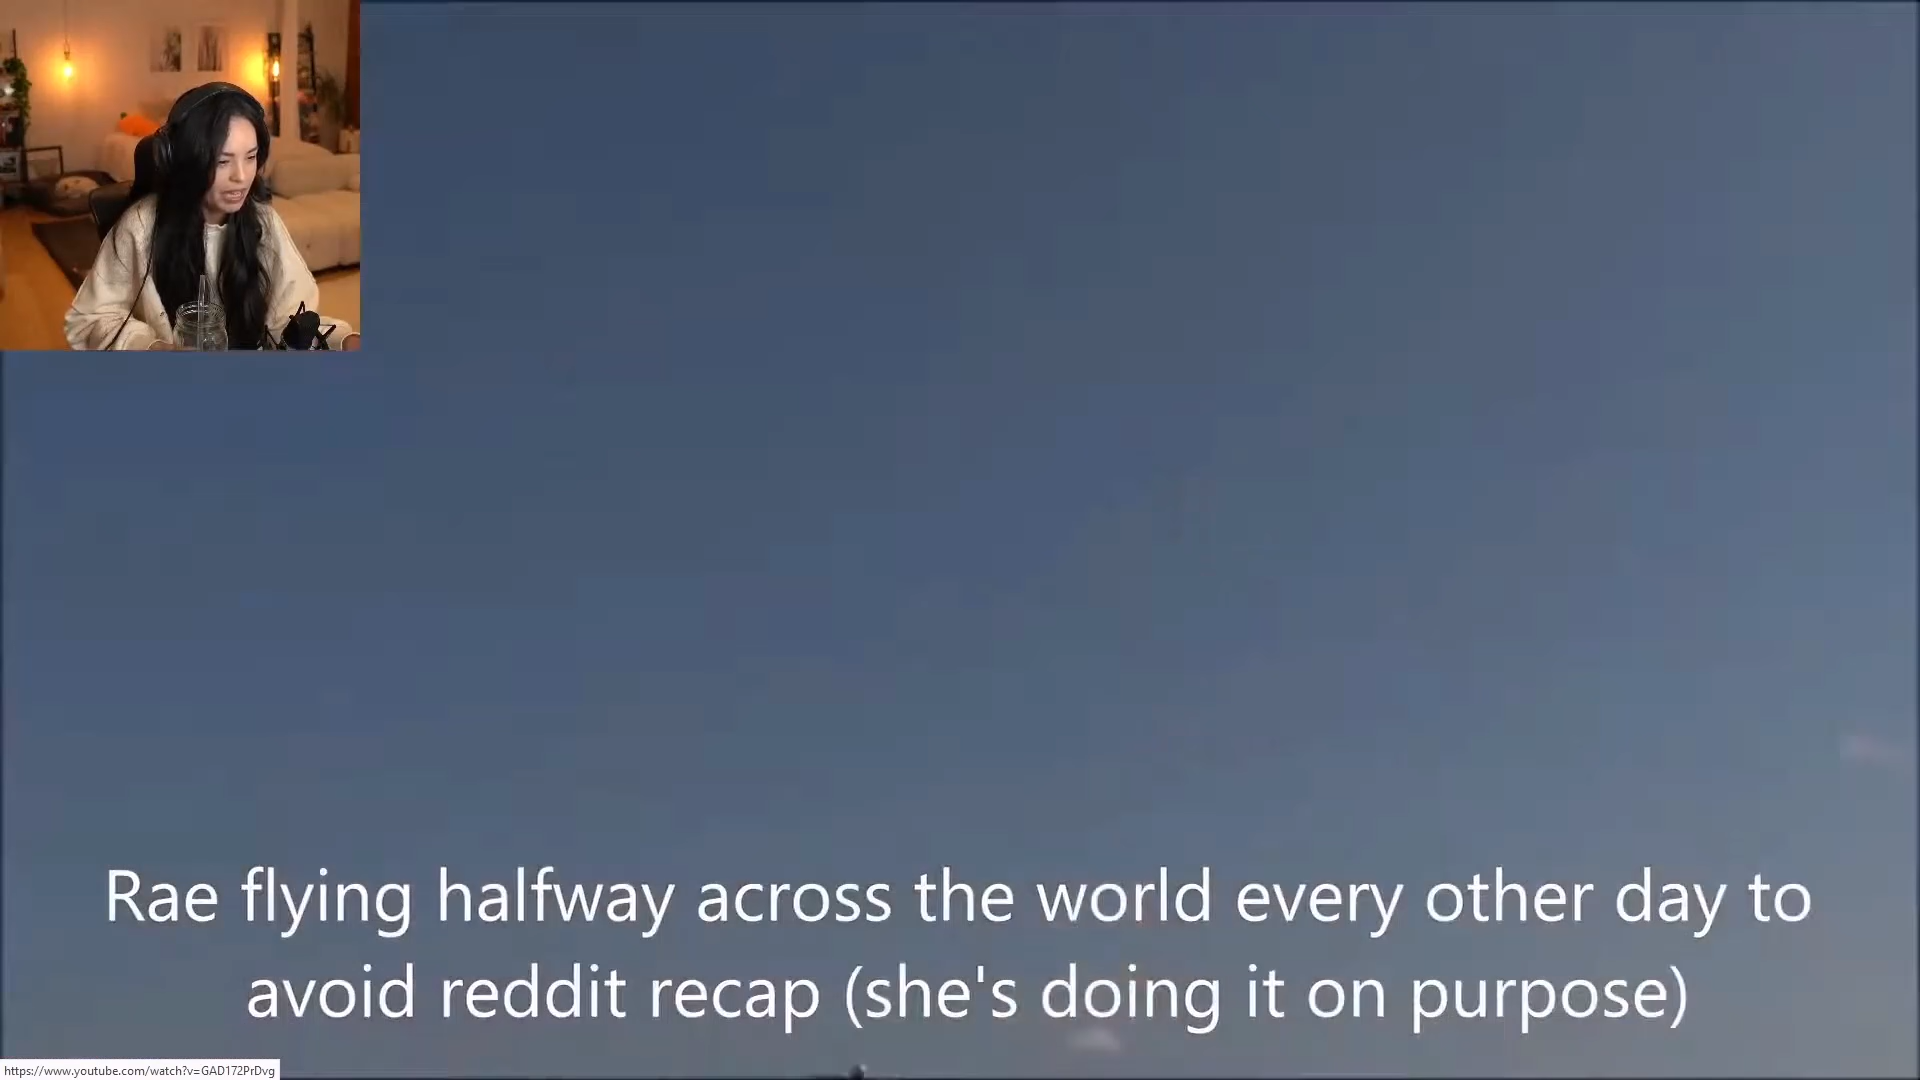 Rae flying halfway across the world every other day to
avoid reddit recap (she's doing it on purpose)
https://www.youtube.com/watch?v=GAD172PrDvg